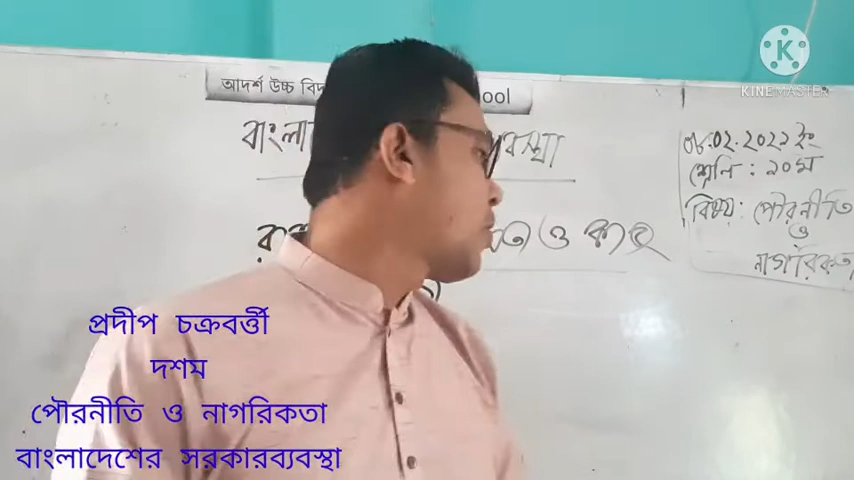 KINEMASTER
আদর্শ উচ্চ বিদ
ool
বাংলা
বস্থা
ও কাজ
০৮.০২.২০২২ ইং
শ্রেণি : ১০ম
বিষয়: পৌরনীতি
ও
নাগরিকতা
প্রদীপ চক্রবর্ত্তী
দশম
পৌরনীতি ও নাগরিকতা
বাংলাদেশের সরকারব্যবস্থা